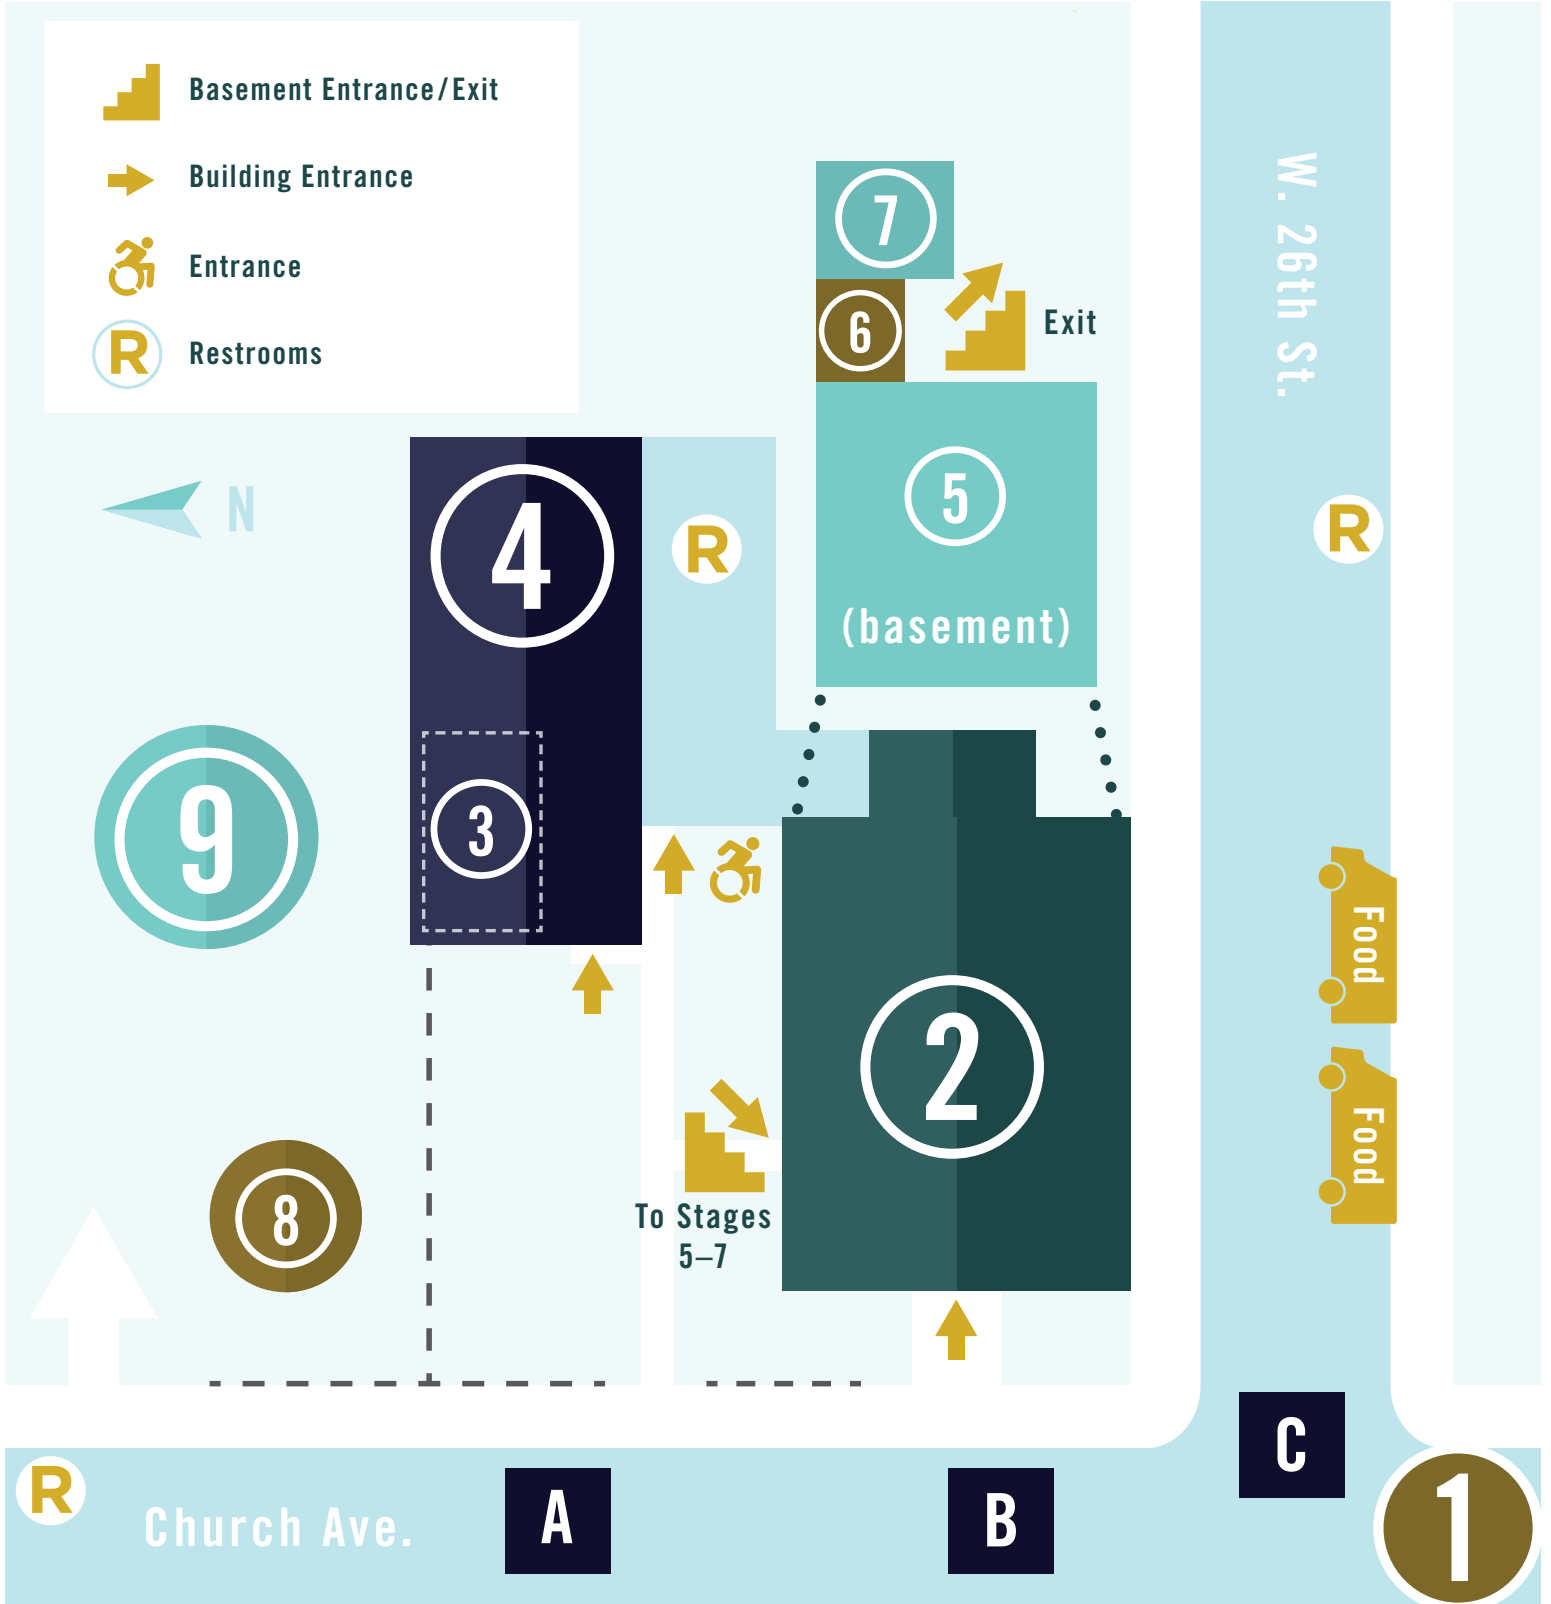 Basement Entrance/Exit
Building Entrance
Entrance
R
Restrooms
N
7
6
Exit
W. 26th St.
5
(basement)
4
R
R
3
9
2
Food
Food
8
To Stages
5–7
R
Church Ave.
A
B
C
1